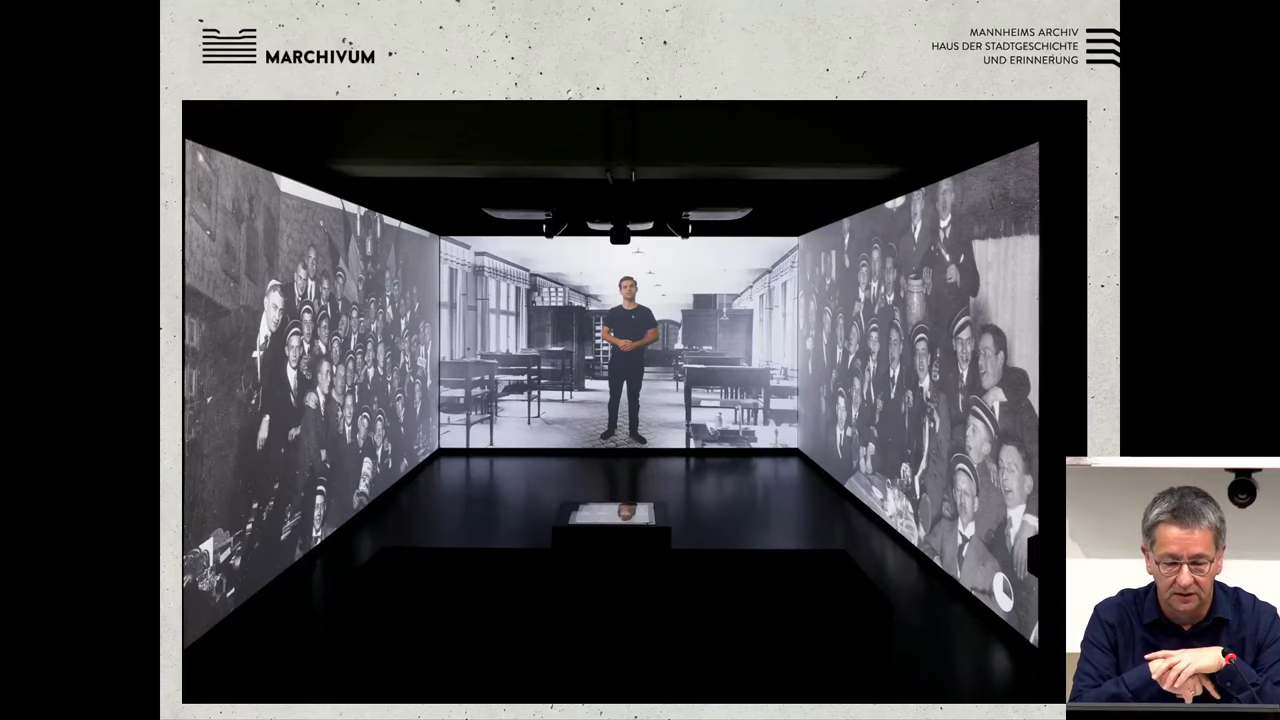 MARCHIVUM
MANNHEIMS ARCHIV
HAUS DER STADTGESCHICHTE
UND ERINNERUNG